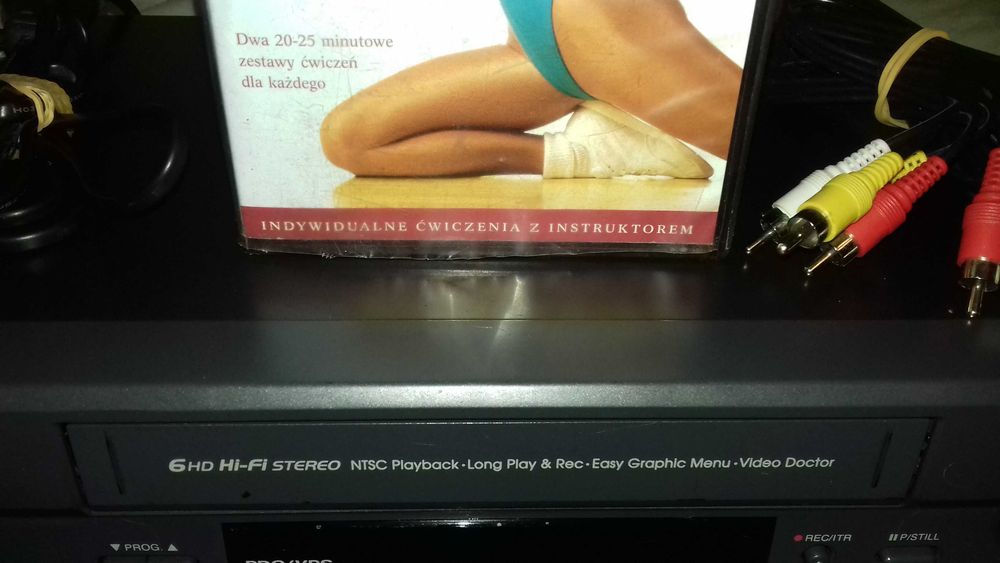 Dwa 20-25 minutowe
zestawy ćwiczeń
dla każdego
INDYWIDUALNE ĆWICZENIA Z INSTRUKTOREM
6HD Hi-Fi STEREO NTSC Playback·Long Play & Rec·Easy Graphic Menu·Video Doctor
▼ PROG. ▲
●REC/ITR
P/STILL